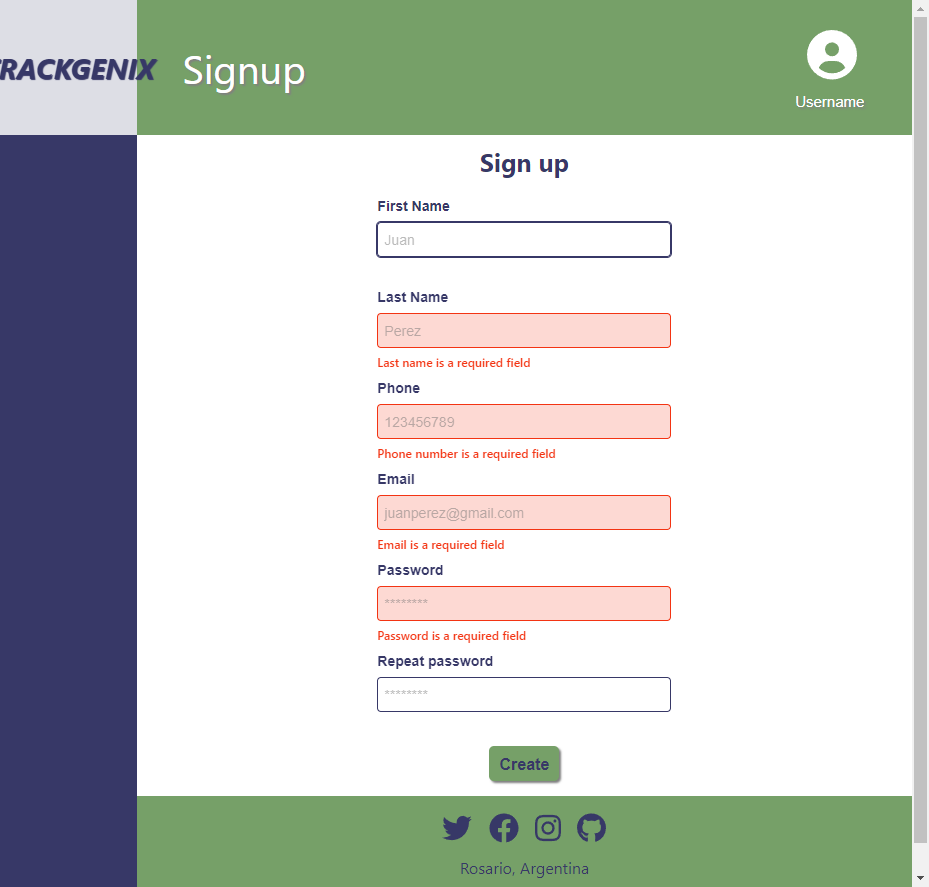 TRACKGENIX
Signup
Username
Sign up
First Name
Juan
Last Name
Perez
Last name is a required field
Phone
123456789
Phone number is a required field
Email
juanperez@gmail.com
Email is a required field
Password
********
Password is a required field
Repeat password
********
Create
Rosario, Argentina